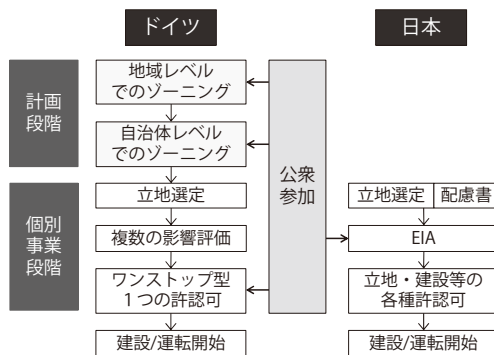 ドイツ
日本
計画
段階
地域レベル
でのゾーニング
自治体レベル
でのゾーニング
公衆
参加
個別
事業
段階
立地選定
複数の影響評価
ワンストップ型
1つの許認可
建設/運転開始
立地選定
配慮書
EIA
立地・建設等の
各種許認可
建設/運転開始